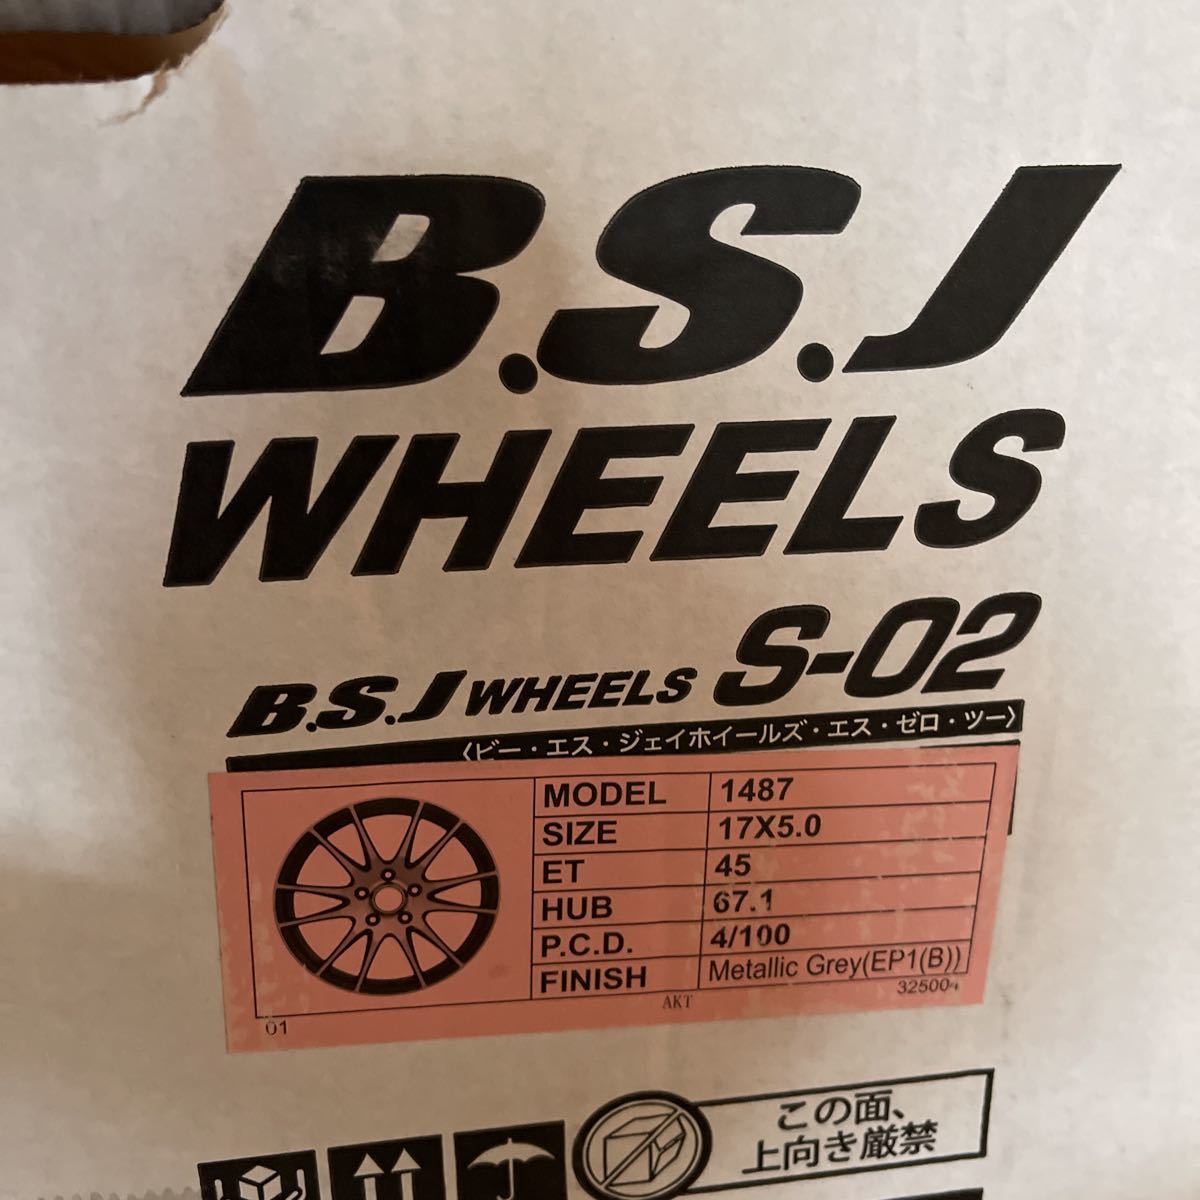 B.S.J
WHEELS
B.S.J WHEELS S-02
〈ビー・エス・ジェイホイールズ・エス・ゼロ・ツー〉
MODEL 1487
SIZE 17X5.0
ET 45
HUB 67.1
P.C.D. 4/100
FINISH Metallic Grey(EP1(B))
01 AKT 325004
この面、
上向き厳禁